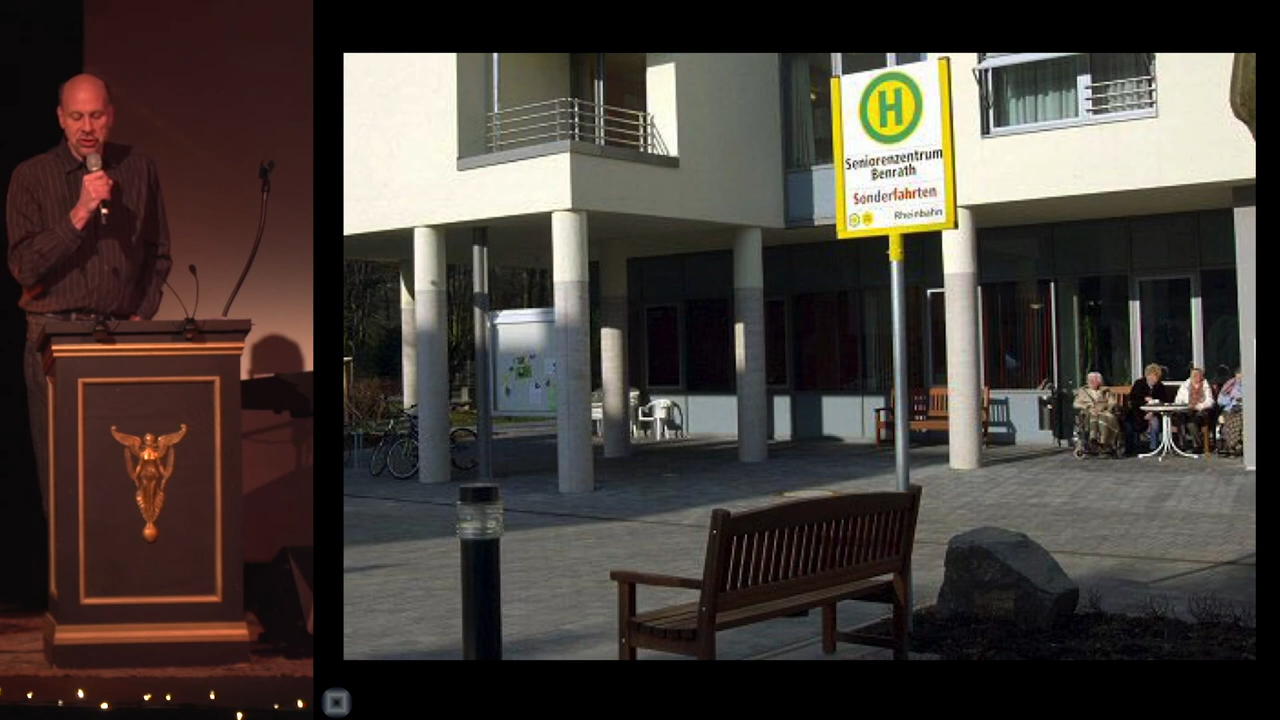 H
Seniorenzentrum
Benrath
Sonderfahrten
Rheinbahn